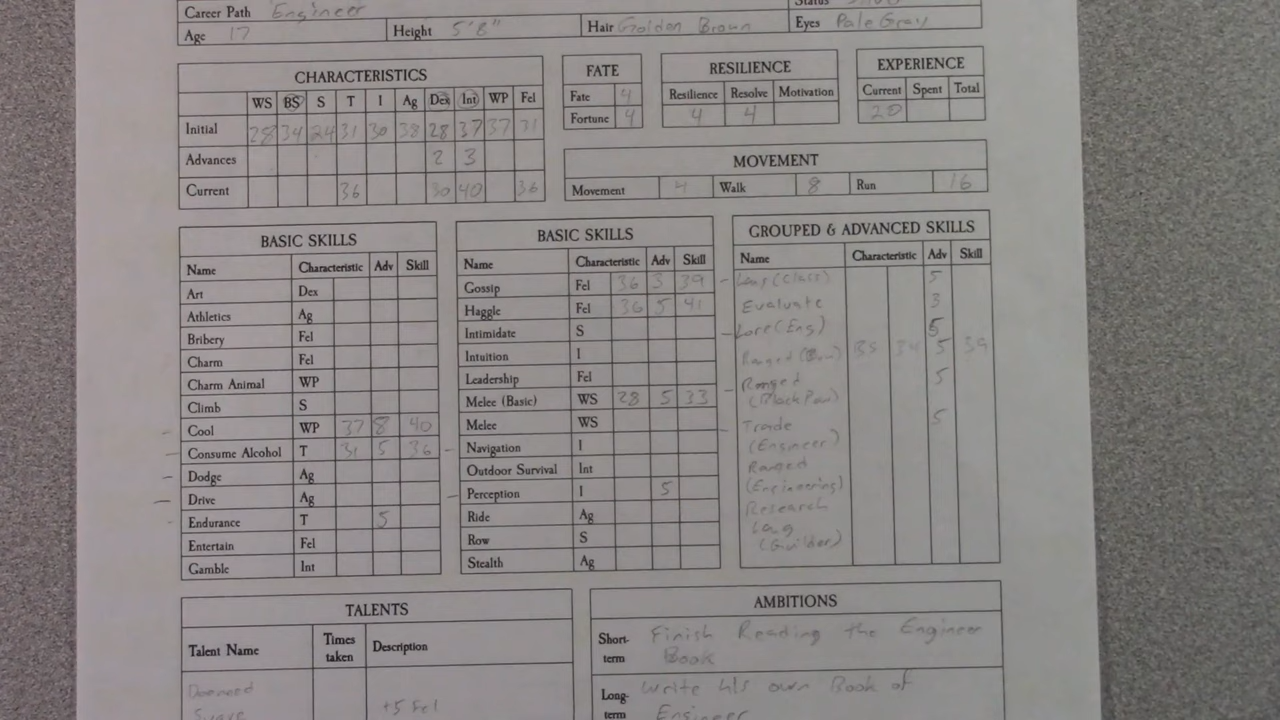 Career Path Engineer Status
Age 17 Height 5'8" Hair Golden Brown Eyes Pale Gray
CHARACTERISTICS
WS BS S T I Ag Dex Int WP Fel
Initial 28 34 24 31 30 38 28 37 37 31
Advances 2 3
Current 36 30 40 36
FATE
Fate 4
Fortune 4
RESILIENCE
Resilience Resolve Motivation
4 4
EXPERIENCE
Current Spent Total
20
MOVEMENT
Movement 4 Walk 8 Run 16
BASIC SKILLS
Name Characteristic Adv Skill
Art Dex
Athletics Ag
Bribery Fel
Charm Fel
Charm Animal WP
Climb S
- Cool WP 37 8 40
- Consume Alcohol T 31 5 36
- Dodge Ag
- Drive Ag
- Endurance T 5
Entertain Fel
Gamble Int
BASIC SKILLS
Name Characteristic Adv Skill
Gossip Fel 36 3 39
Haggle Fel 36 5 41
Intimidate S
Intuition I
Leadership Fel
Melee (Basic) WS 28 5 33
Melee WS
- Navigation I
Outdoor Survival Int
- Perception I 5
Ride Ag
Row S
Stealth Ag
GROUPED & ADVANCED SKILLS
Name Characteristic Adv Skill
- Lang (Class) 5
Evaluate 3
- Lore (Eng) 5
Ranged BS 34 5 39
- Ranged 5
(Black Pow)
- Trade 5
(Engineer)
Ranged
(Engineering)
Research
Lang
(Guilder)
TALENTS
Talent Name Times taken Description
Doomed
Suave +5 Fel
AMBITIONS
Short-term Finish Reading the Engineer
Book
Long-term Write his own Book of
Engineer